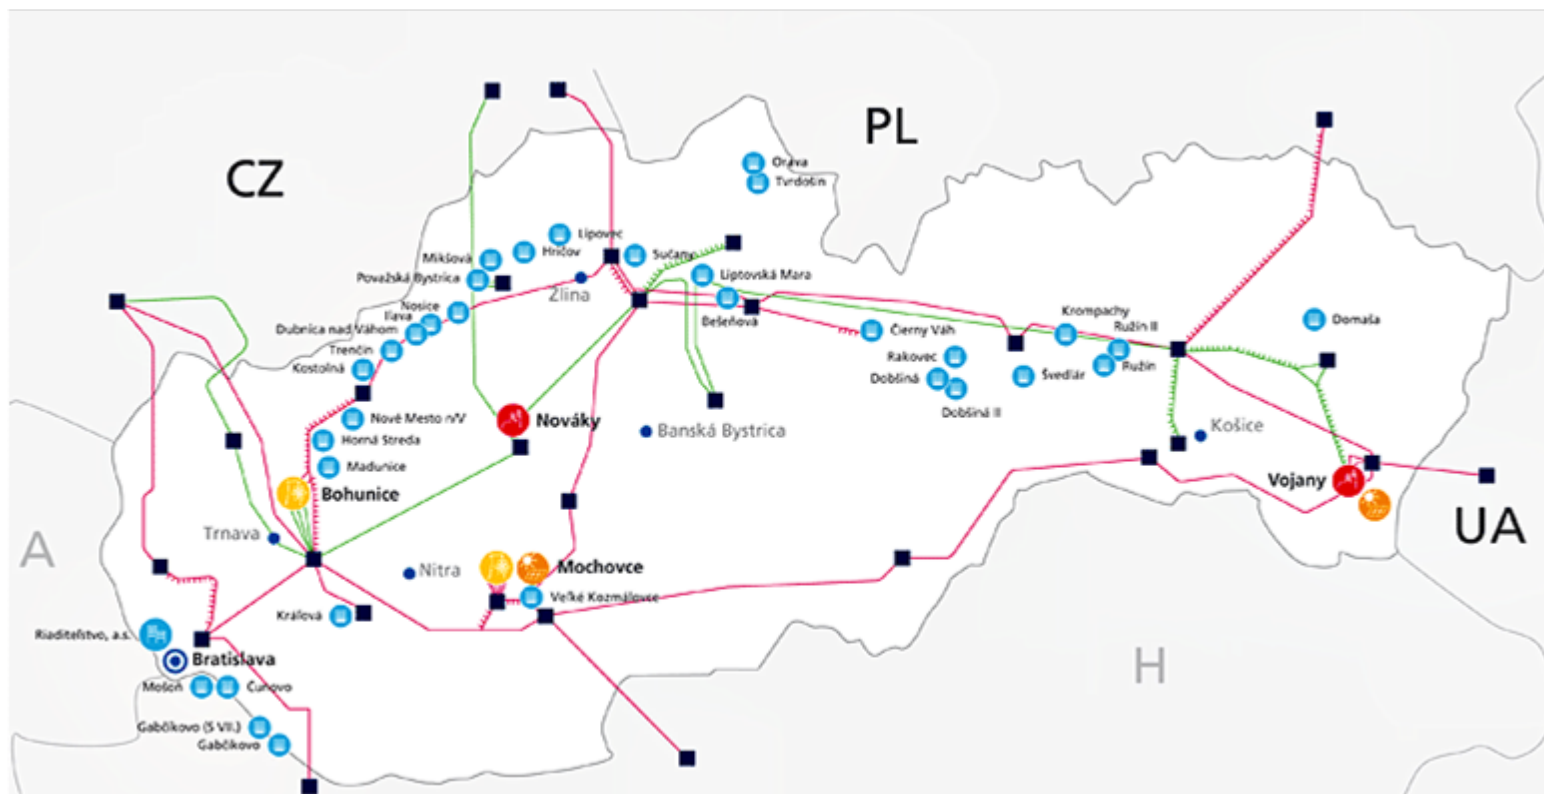 PL
CZ
Orava
Tvrdošin
Lipovec
Hričov
Mikšová
Sučany
Považská Bystrica
Liptovská Mara
Žilina
Nosice
Ilava
Bešeňová
Krompachy
Domaša
Dubnica nad Váhom
Čierny Váh
Ružín II
Trenčín
Rakovec
Kostolná
Ružín
Dobšiná
Švedlár
Dobšiná II
Nové Mesto n/V
Nováky
Banská Bystrica
Košice
Horná Streda
Madunice
Vojany
Bohunice
UA
Trnava
A
Nitra
Mochovce
Veľké Kozmálovce
Kráľová
Riaditeľstvo, a.s.
Bratislava
H
Mošoň
Čunovo
Gabčíkovo (S VII.)
Gabčíkovo